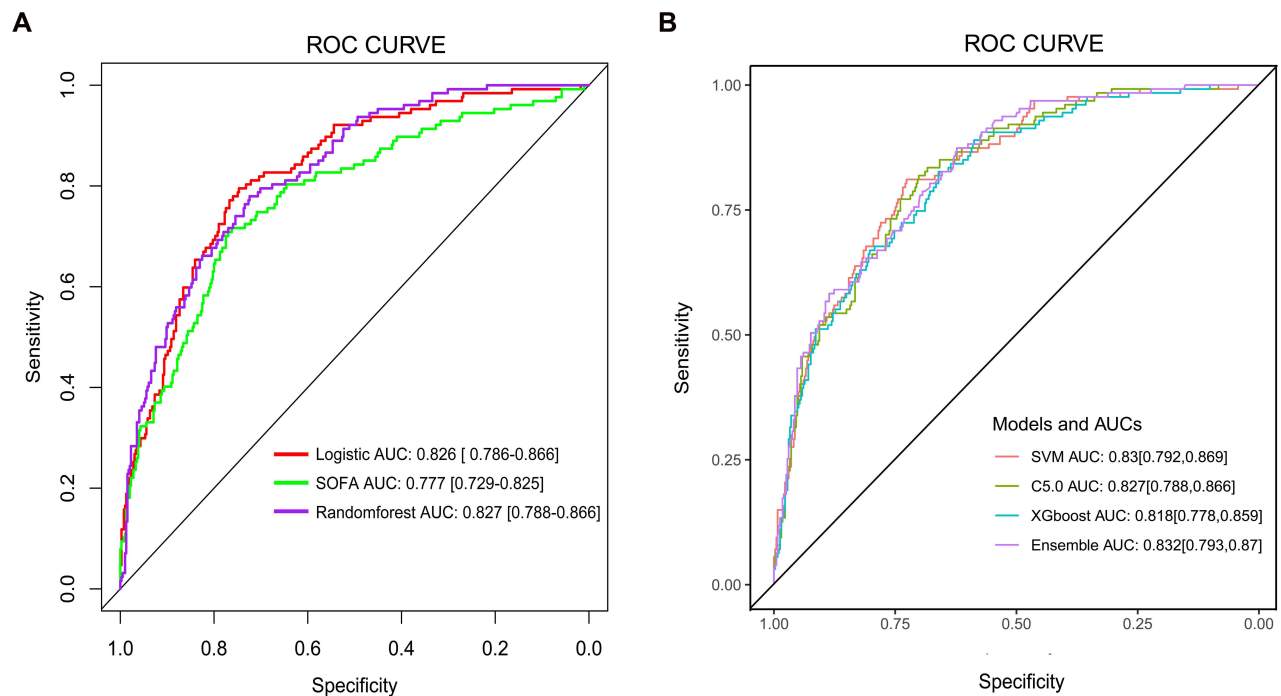 A
ROC CURVE
1.0
0.8
0.6
0.4
0.2
0.0
Sensitivity
Logistic AUC: 0.826 [ 0.786-0.866]
SOFA AUC: 0.777 [0.729-0.825]
Randomforest AUC: 0.827 [0.788-0.866]
1.0 0.8 0.6 0.4 0.2 0.0
Specificity
B
ROC CURVE
1.00
0.75
0.50
0.25
0.00
Sensitivity
Models and AUCs
SVM AUC: 0.83[0.792,0.869]
C5.0 AUC: 0.827[0.788,0.866]
XGboost AUC: 0.818[0.778,0.859]
Ensemble AUC: 0.832[0.793,0.87]
1.00 0.75 0.50 0.25 0.00
Specificity